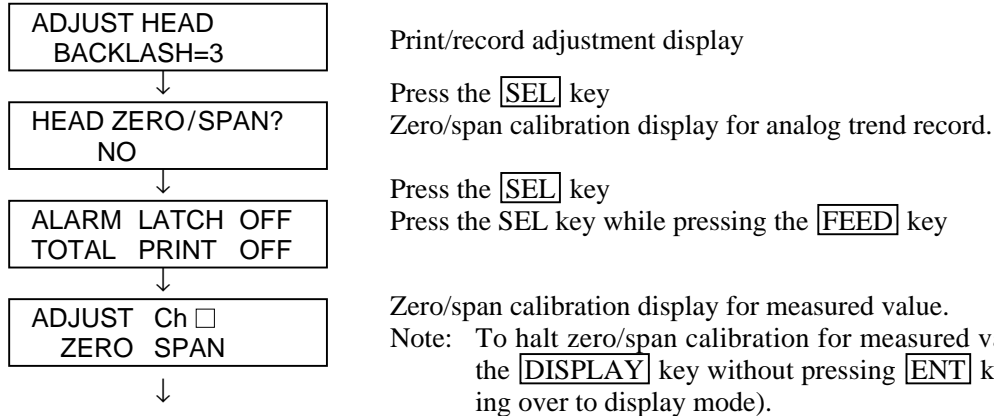 ADJUST HEAD
BACKLASH=3
Print/record adjustment display
↓
Press the SEL key
HEAD ZERO/SPAN?
NO
Zero/span calibration display for analog trend record.
↓
Press the SEL key
ALARM LATCH OFF
TOTAL PRINT OFF
Press the SEL key while pressing the FEED key
↓
ADJUST Ch □
ZERO SPAN
Zero/span calibration display for measured value.
Note: To halt zero/span calibration for measured
the DISPLAY key without pressing ENT
ing over to display mode).
↓